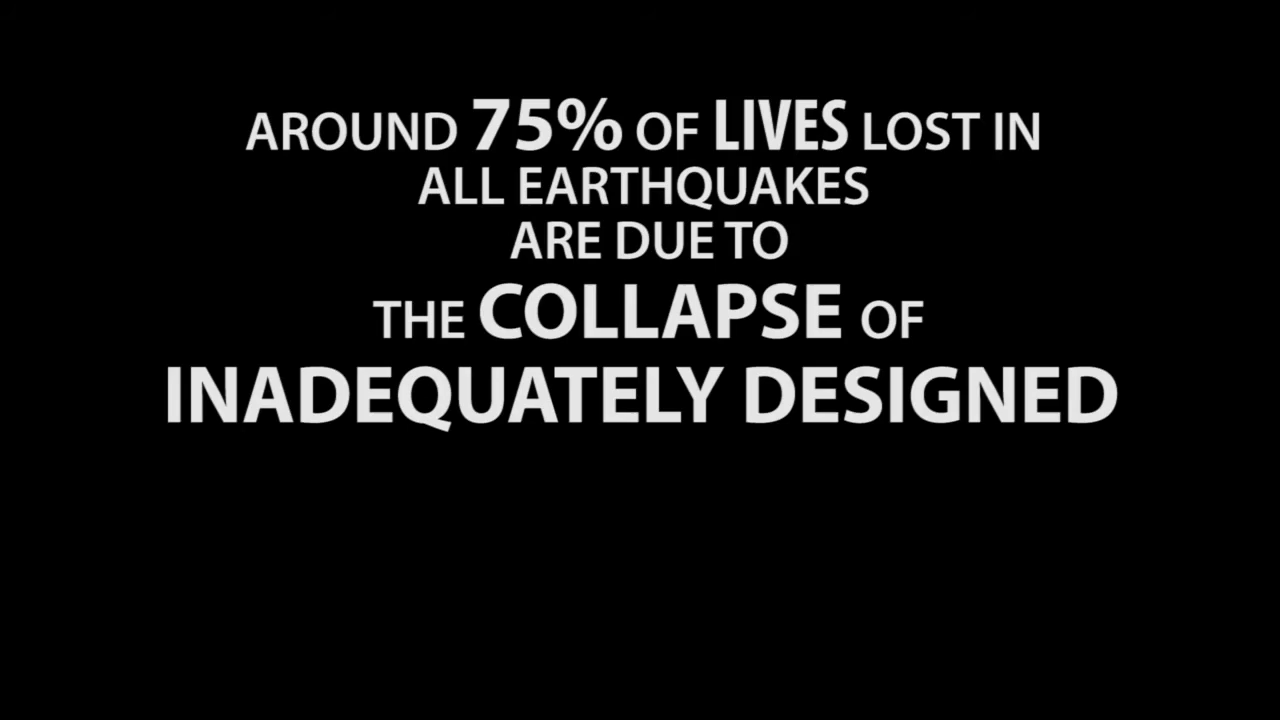 AROUND 75% OF LIVES LOST IN
ALL EARTHQUAKES
ARE DUE TO
THE COLLAPSE OF
INADEQUATELY DESIGNED